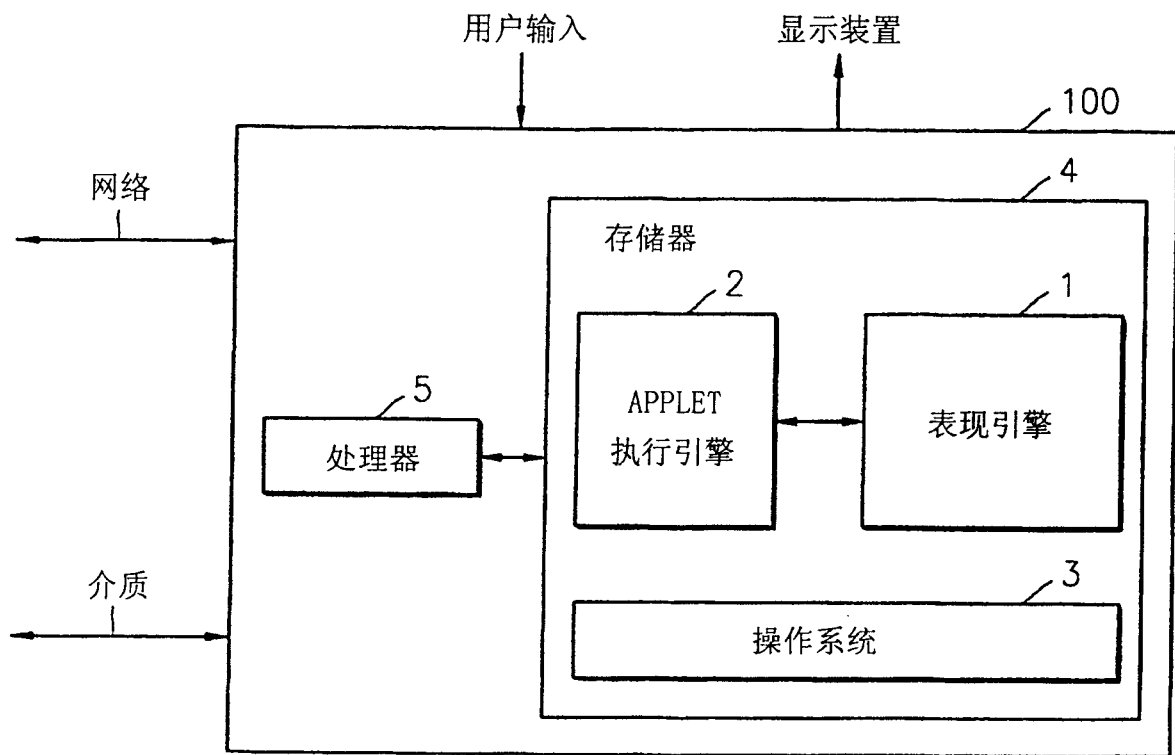 用户输入
显示装置
100
网络
4
存储器
2
1
APPLET
执行引擎
表现引擎
5
处理器
介质
3
操作系统